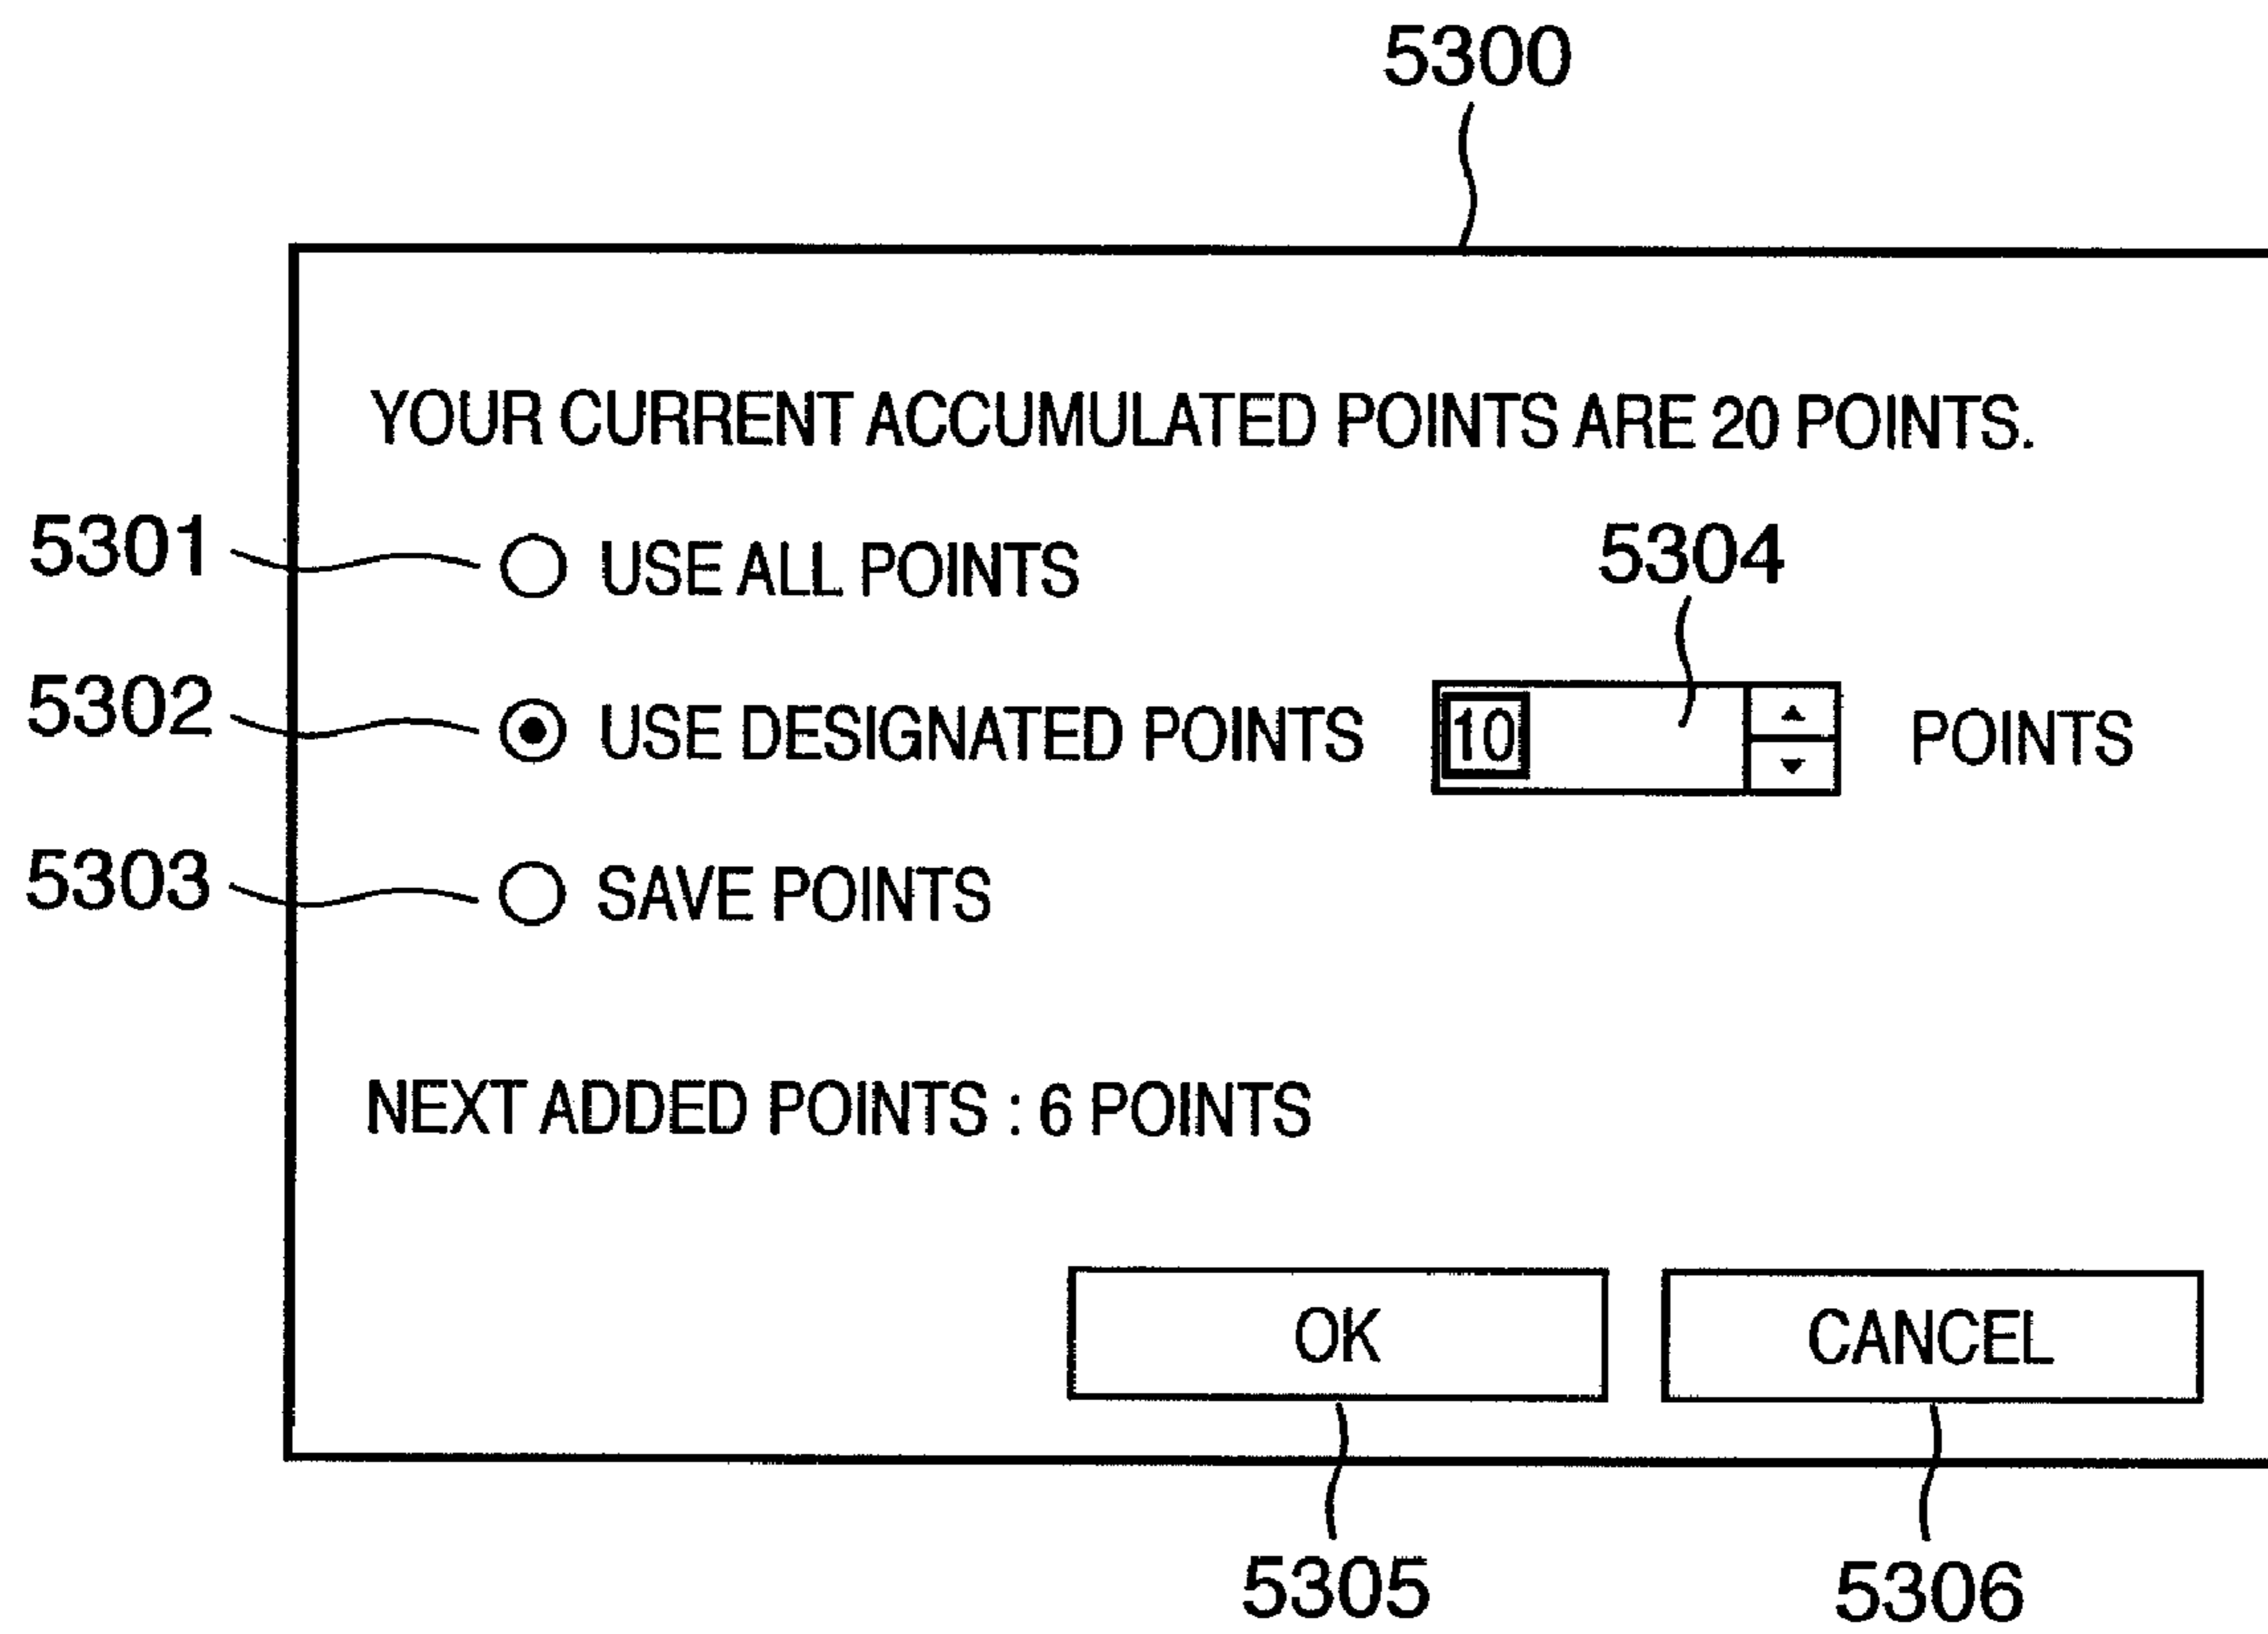 5300
YOUR CURRENT ACCUMULATED POINTS ARE 20 POINTS.
5301 USE ALL POINTS
5304
5302 USE DESIGNATED POINTS 10 POINTS
5303 SAVE POINTS
NEXT ADDED POINTS : 6 POINTS
OK CANCEL
5305 5306